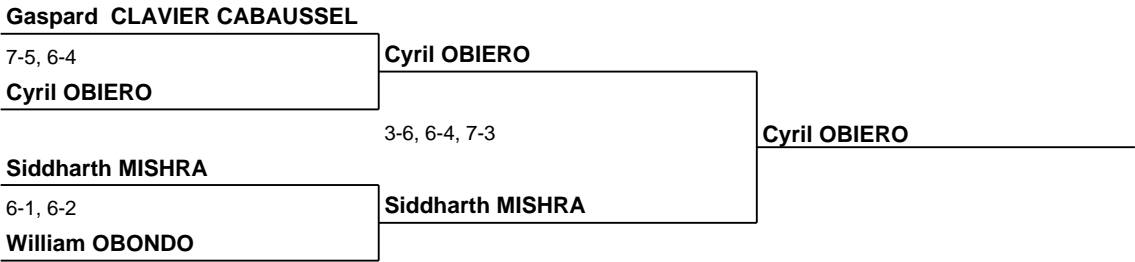 Gaspard  CLAVIER CABAUSSEL
7-5, 6-4
Cyril OBIERO
Cyril OBIERO
3-6, 6-4, 7-3
Cyril OBIERO
Siddharth MISHRA
6-1, 6-2
Siddharth MISHRA
William OBONDO